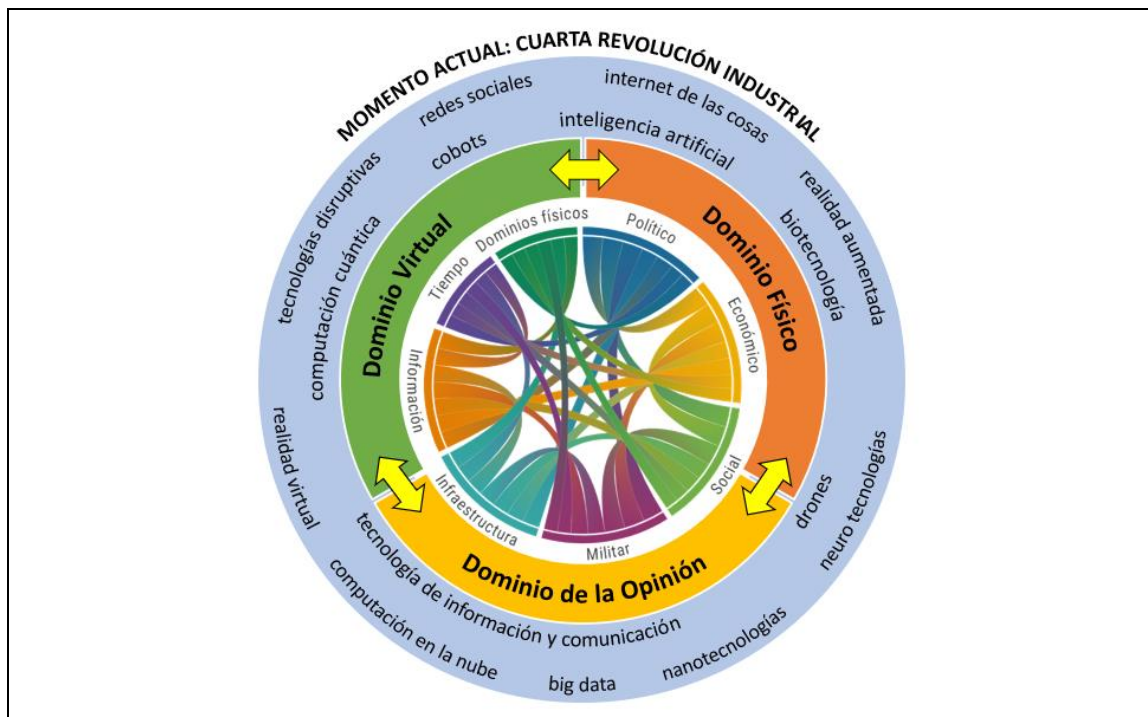 MOMENTO ACTUAL: CUARTA REVOLUCIÓN INDUSTRIAL
redes sociales
internet de las cosas
cobots
inteligencia artificial
tecnologías disruptivas
realidad aumentada
computación cuántica
biotecnología
Dominio Virtual
Dominio Físico
Dominios físicos
Político
Tiempo
Económico
Información
Social
Infraestructura
Militar
Dominio de la Opinión
realidad virtual
drones
neuro tecnologías
tecnología de información y comunicación
computación en la nube
nanotecnologías
big data